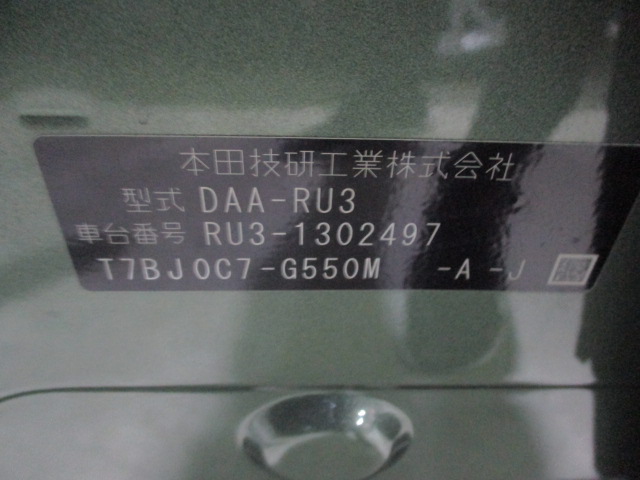 本田技研工業株式会社
型式 DAA-RU3
車台番号 RU3-1302497
T7BJ0C7-G550M -A -J